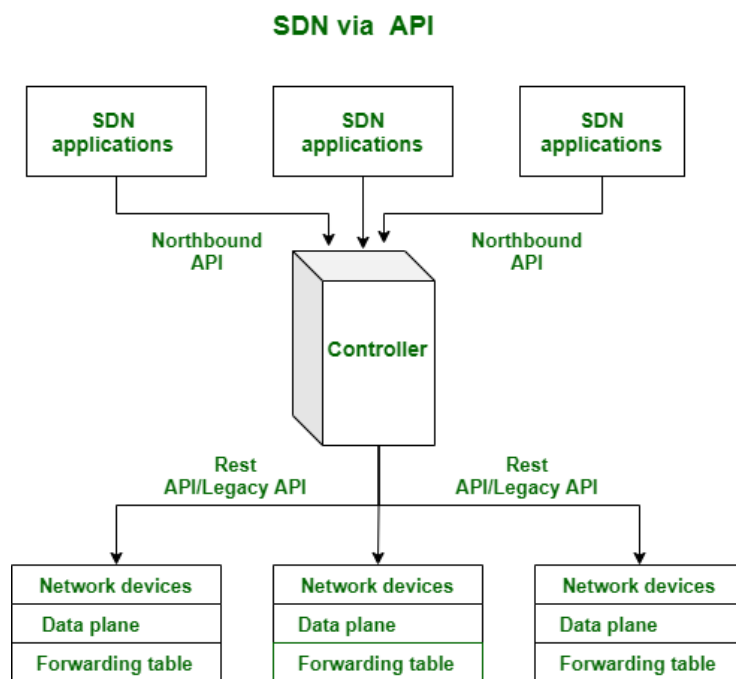 SDN via API
SDN
applications
SDN
applications
SDN
applications
Northbound
API
Northbound
API
Controller
Rest
API/Legacy API
Rest
API/Legacy API
Network devices
Data plane
Forwarding table
Network devices
Data plane
Forwarding table
Network devices
Data plane
Forwarding table